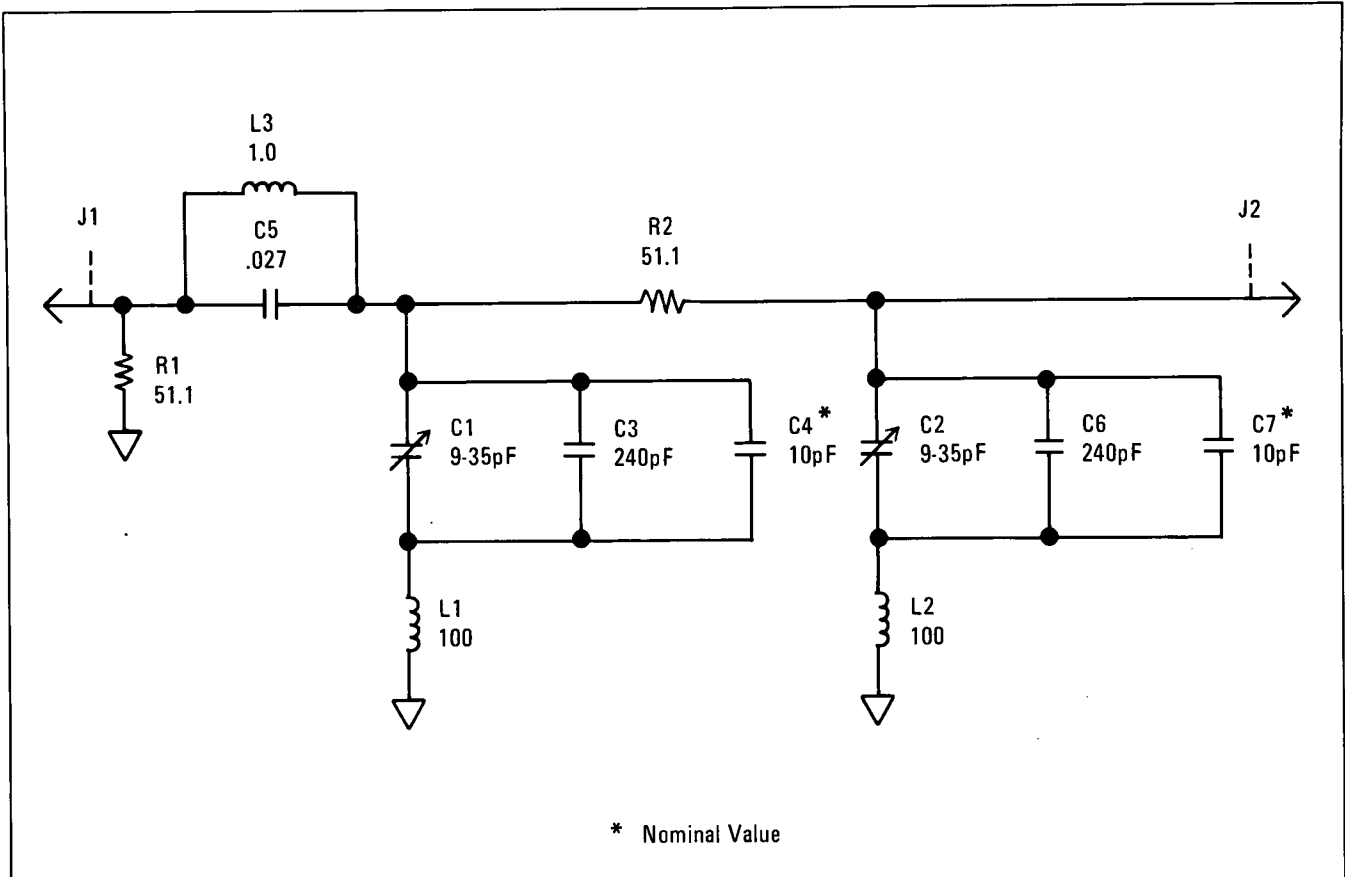 L3
1.0
J1
C5
.027
R2
51.1
J2
R1
51.1
C1
9-35pF
C3
240pF
C4*
10pF
C2
9-35pF
C6
240pF
C7*
10pF
L1
100
L2
100
* Nominal Value